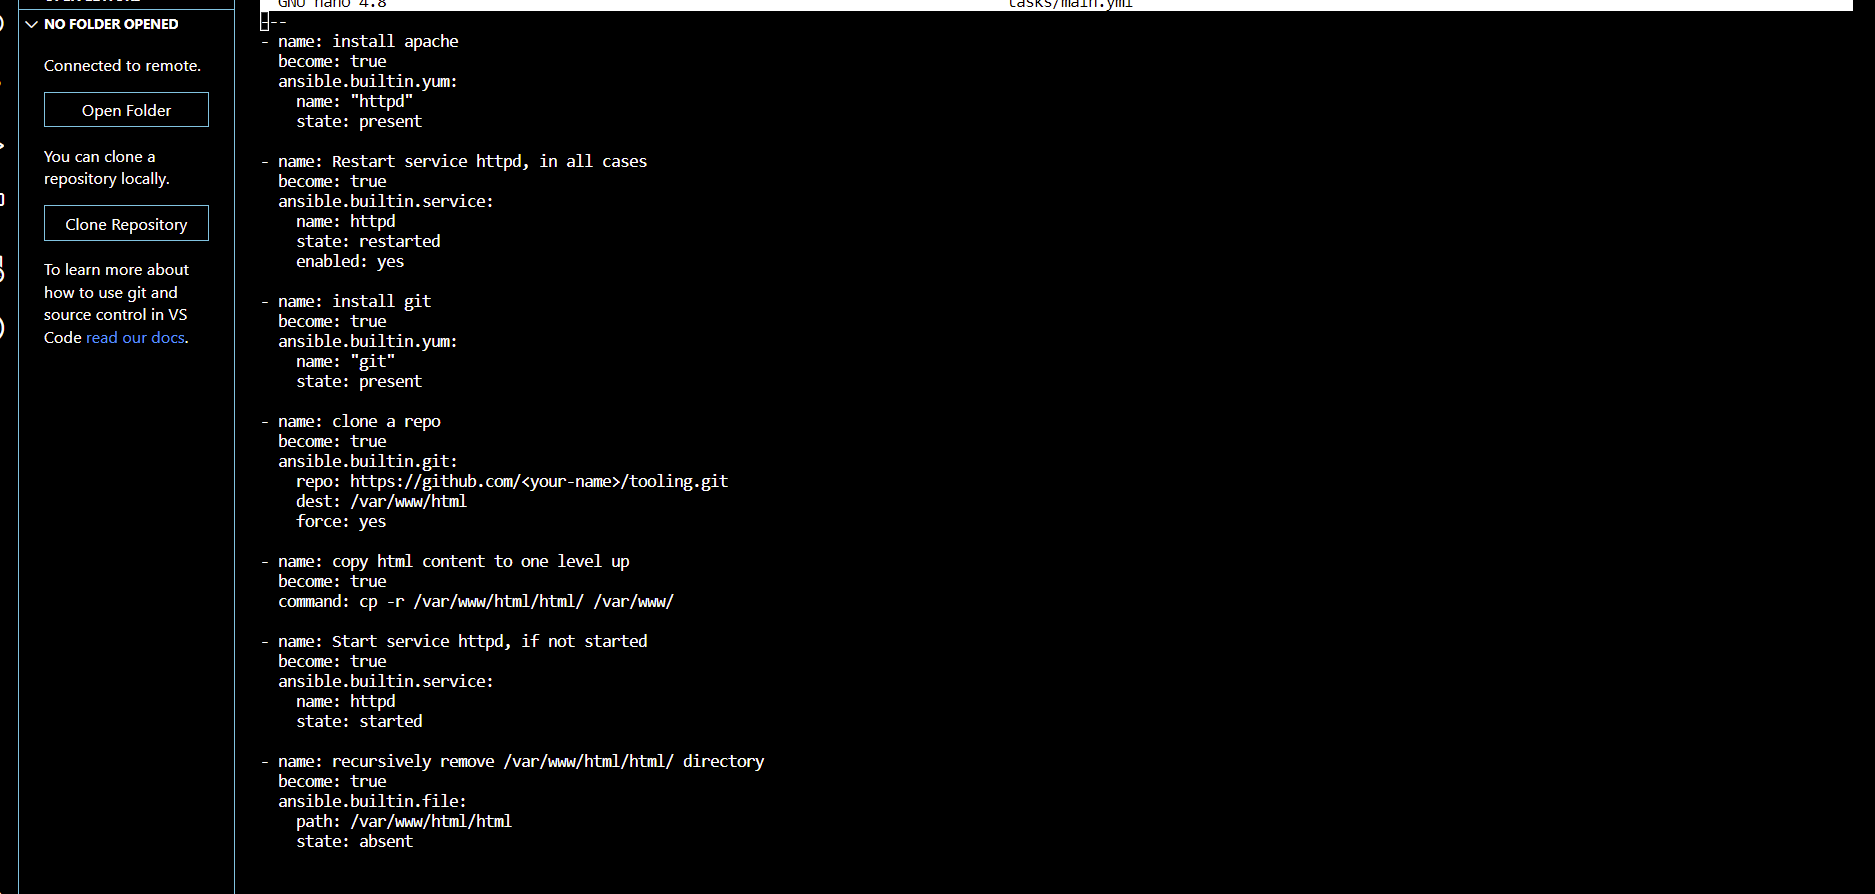 NO FOLDER OPENED
Connected to remote.
Open Folder
You can clone a
repository locally.
Clone Repository
To learn more about
how to use git and
source control in VS
Code read our docs.
GNU nano 4.8 tasks/main.yml
---
- name: install apache
  become: true
  ansible.builtin.yum:
    name: "httpd"
    state: present

- name: Restart service httpd, in all cases
  become: true
  ansible.builtin.service:
    name: httpd
    state: restarted
    enabled: yes

- name: install git
  become: true
  ansible.builtin.yum:
    name: "git"
    state: present

- name: clone a repo
  become: true
  ansible.builtin.git:
    repo: https://github.com/<your-name>/tooling.git
    dest: /var/www/html
    force: yes

- name: copy html content to one level up
  become: true
  command: cp -r /var/www/html/html/ /var/www/

- name: Start service httpd, if not started
  become: true
  ansible.builtin.service:
    name: httpd
    state: started

- name: recursively remove /var/www/html/html/ directory
  become: true
  ansible.builtin.file:
    path: /var/www/html/html
    state: absent